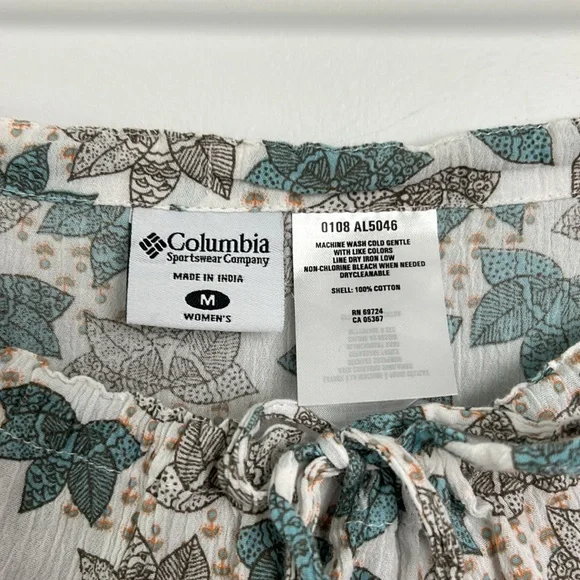 Columbia
Sportswear Company
MADE IN INDIA
M
WOMEN'S
0108 AL5046
MACHINE WASH COLD GENTLE
WITH LIKE COLORS
LINE DRY IRON LOW
NON-CHLORINE BLEACH WHEN NEEDED
DRYCLEANABLE
SHELL: 100% COTTON
RN 69724
CA 05367